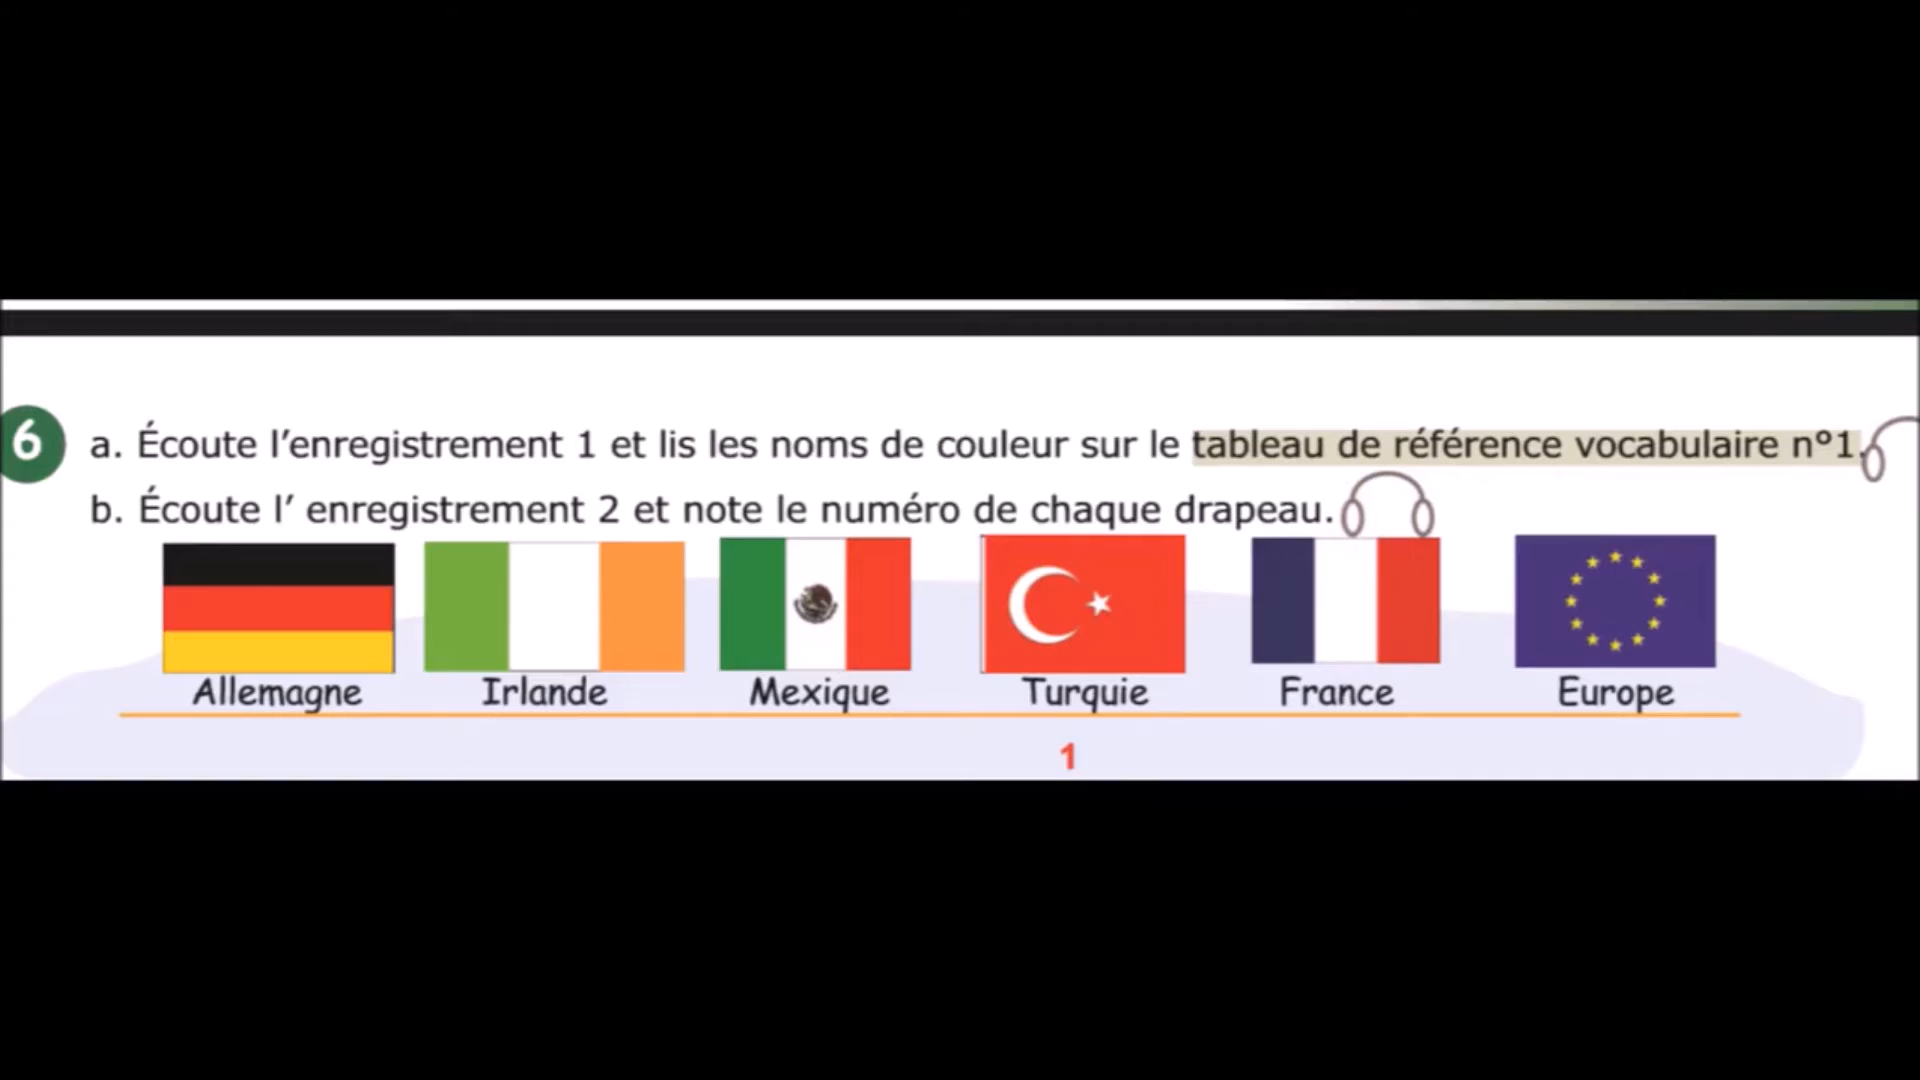 6
a. Écoute l’enregistrement 1 et lis les noms de couleur sur le tableau de référence vocabulaire n°1.
b. Écoute l’ enregistrement 2 et note le numéro de chaque drapeau.
Allemagne Irlande Mexique Turquie France Europe
1